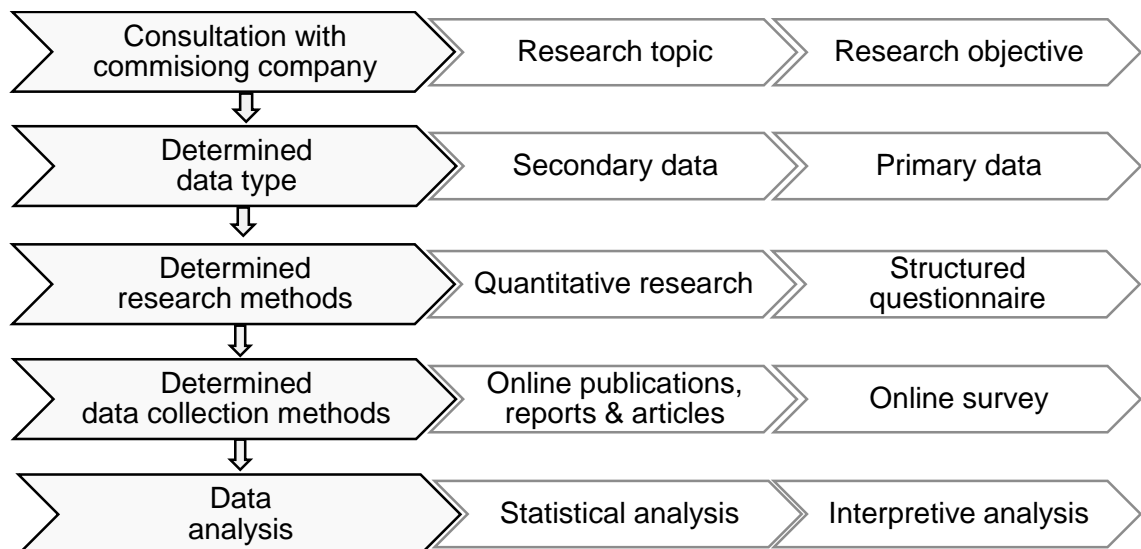 Consultation with
commisiong company
Research topic
Research objective
Determined
data type
Secondary data
Primary data
Determined
research methods
Quantitative research
Structured
questionnaire
Determined
data collection methods
Online publications,
reports & articles
Online survey
Data
analysis
Statistical analysis
Interpretive analysis